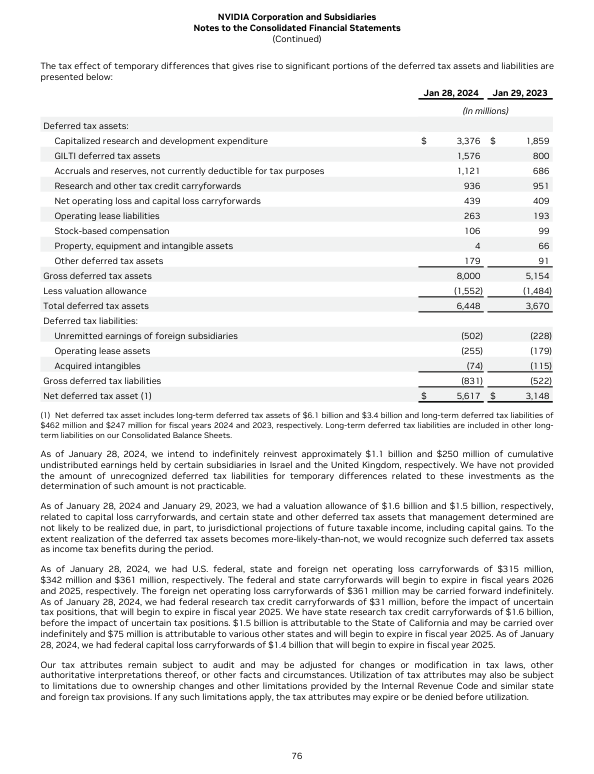 NVIDIA Corporation and Subsidiaries
Notes to the Consolidated Financial Statements
(Continued)
The tax effect of temporary differences that gives rise to significant portions of the deferred tax assets and liabilities are
presented below:
Jan 28, 2024 Jan 29, 2023
(In millions)
Deferred tax assets:
Capitalized research and development expenditure $ 3,376 $ 1,859
GILTI deferred tax assets 1,576 800
Accruals and reserves, not currently deductible for tax purposes 1,121 686
Research and other tax credit carryforwards 936 951
Net operating loss and capital loss carryforwards 439 409
Operating lease liabilities 263 193
Stock-based compensation 106 99
Property, equipment and intangible assets 4 66
Other deferred tax assets 179 91
Gross deferred tax assets 8,000 5,154
Less valuation allowance (1,552) (1,484)
Total deferred tax assets 6,448 3,670
Deferred tax liabilities:
Unremitted earnings of foreign subsidiaries (502) (228)
Operating lease assets (255) (179)
Acquired intangibles (74) (115)
Gross deferred tax liabilities (831) (522)
Net deferred tax asset (1) $ 5,617 $ 3,148
(1) Net deferred tax asset includes long-term deferred tax assets of $6.1 billion and $3.4 billion and long-term deferred tax liabilities of
$462 million and $247 million for fiscal years 2024 and 2023, respectively. Long-term deferred tax liabilities are included in other long-
term liabilities on our Consolidated Balance Sheets.
As of January 28, 2024, we intend to indefinitely reinvest approximately $1.1 billion and $250 million of cumulative
undistributed earnings held by certain subsidiaries in Israel and the United Kingdom, respectively. We have not provided
the amount of unrecognized deferred tax liabilities for temporary differences related to these investments as the
determination of such amount is not practicable.
As of January 28, 2024 and January 29, 2023, we had a valuation allowance of $1.6 billion and $1.5 billion, respectively,
related to capital loss carryforwards, and certain state and other deferred tax assets that management determined are
not likely to be realized due, in part, to jurisdictional projections of future taxable income, including capital gains. To the
extent realization of the deferred tax assets becomes more-likely-than-not, we would recognize such deferred tax assets
as income tax benefits during the period.
As of January 28, 2024, we had U.S. federal, state and foreign net operating loss carryforwards of $315 million,
$342 million and $361 million, respectively. The federal and state carryforwards will begin to expire in fiscal years 2026
and 2025, respectively. The foreign net operating loss carryforwards of $361 million may be carried forward indefinitely.
As of January 28, 2024, we had federal research tax credit carryforwards of $31 million, before the impact of uncertain
tax positions, that will begin to expire in fiscal year 2025. We have state research tax credit carryforwards of $1.6 billion,
before the impact of uncertain tax positions. $1.5 billion is attributable to the State of California and may be carried over
indefinitely and $75 million is attributable to various other states and will begin to expire in fiscal year 2025. As of January
28, 2024, we had federal capital loss carryforwards of $1.4 billion that will begin to expire in fiscal year 2025.
Our tax attributes remain subject to audit and may be adjusted for changes or modification in tax laws, other
authoritative interpretations thereof, or other facts and circumstances. Utilization of tax attributes may also be subject
to limitations due to ownership changes and other limitations provided by the Internal Revenue Code and similar state
and foreign tax provisions. If any such limitations apply, the tax attributes may expire or be denied before utilization.
76